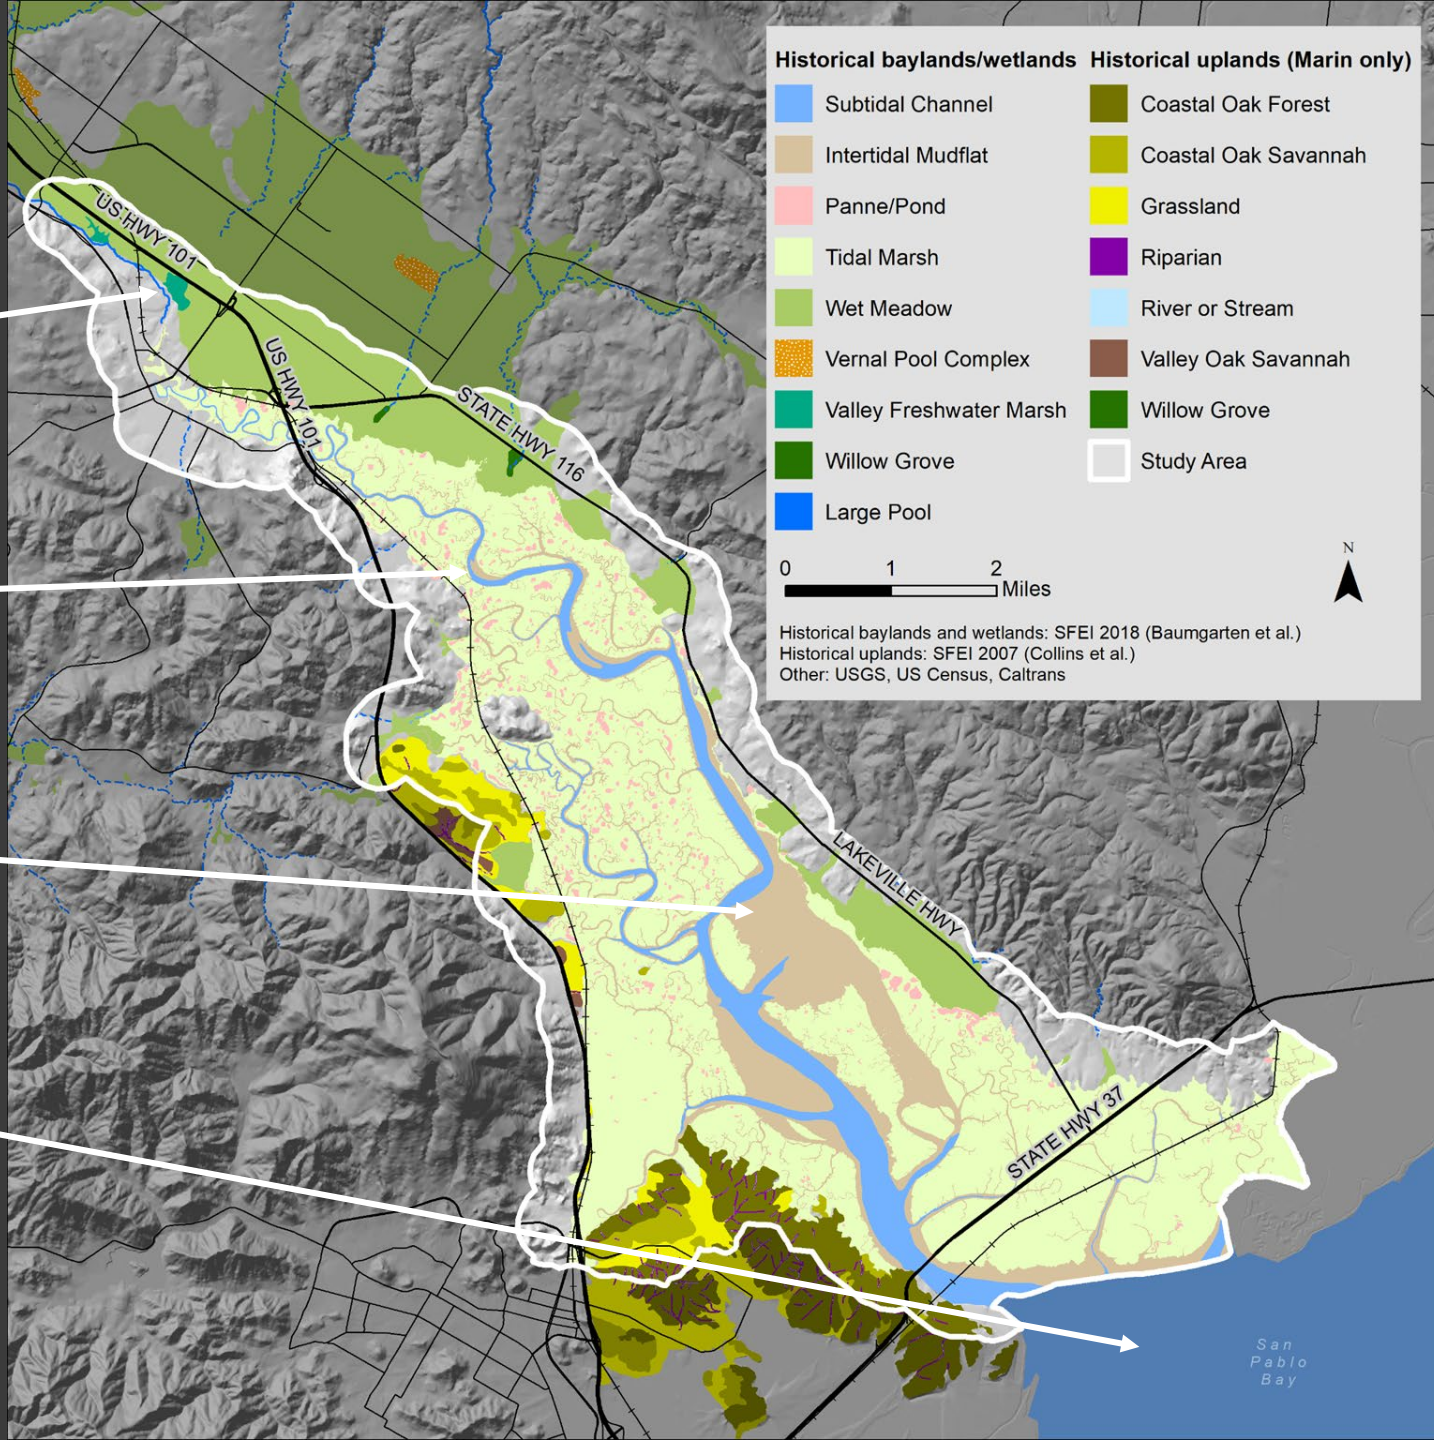 Historical baylands/wetlands
Subtidal Channel
Intertidal Mudflat
Panne/Pond
Tidal Marsh
Wet Meadow
Vernal Pool Complex
Valley Freshwater Marsh
Willow Grove
Large Pool
Historical uplands (Marin only)
Coastal Oak Forest
Coastal Oak Savannah
Grassland
Riparian
River or Stream
Valley Oak Savannah
Willow Grove
Study Area
0 1 2
Miles
N
Historical baylands and wetlands: SFEI 2018 (Baumgarten et al.)
Historical uplands: SFEI 2007 (Collins et al.)
Other: USGS, US Census, Caltrans
US HWY 101
US HWY 101
STATE HWY 116
LAKEVILLE HWY
STATE HWY 37
San
Pablo
Bay